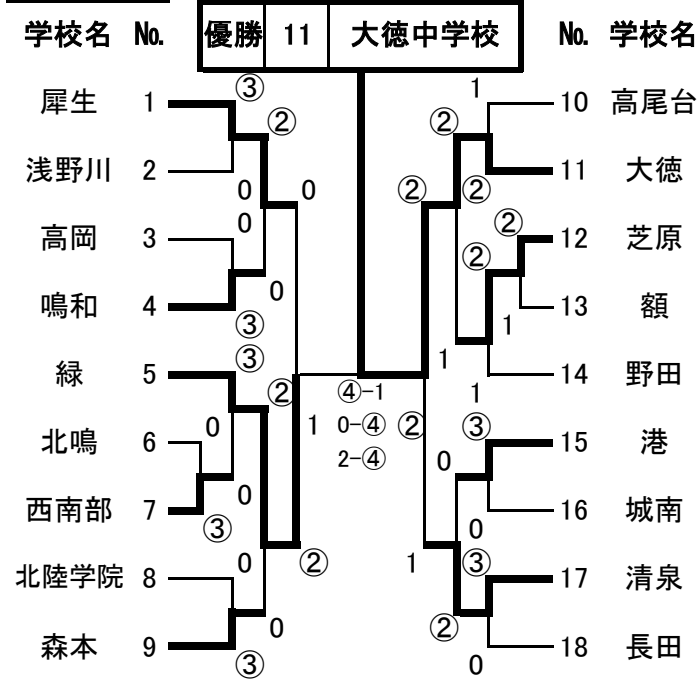 学校名 No. 優勝 11 大徳中学校 No. 学校名
③ 1
犀生 1 10 高尾台
② ②
浅野川 2 11 大徳
0 0 ② ②
0 ②
高岡 3 12 芝原
②
0
鳴和 4 13 額
③ 1
③ 1
緑 5 14 野田
② ④-1 1
0 1 0-④ ② ③
北鳴 6 15 港
2-④ 0
0
西南部 7 16 城南
③ 0
0 ② 1 ③
北陸学院 8 17 清泉
0 ②
森本 9 18 長田
③ 0